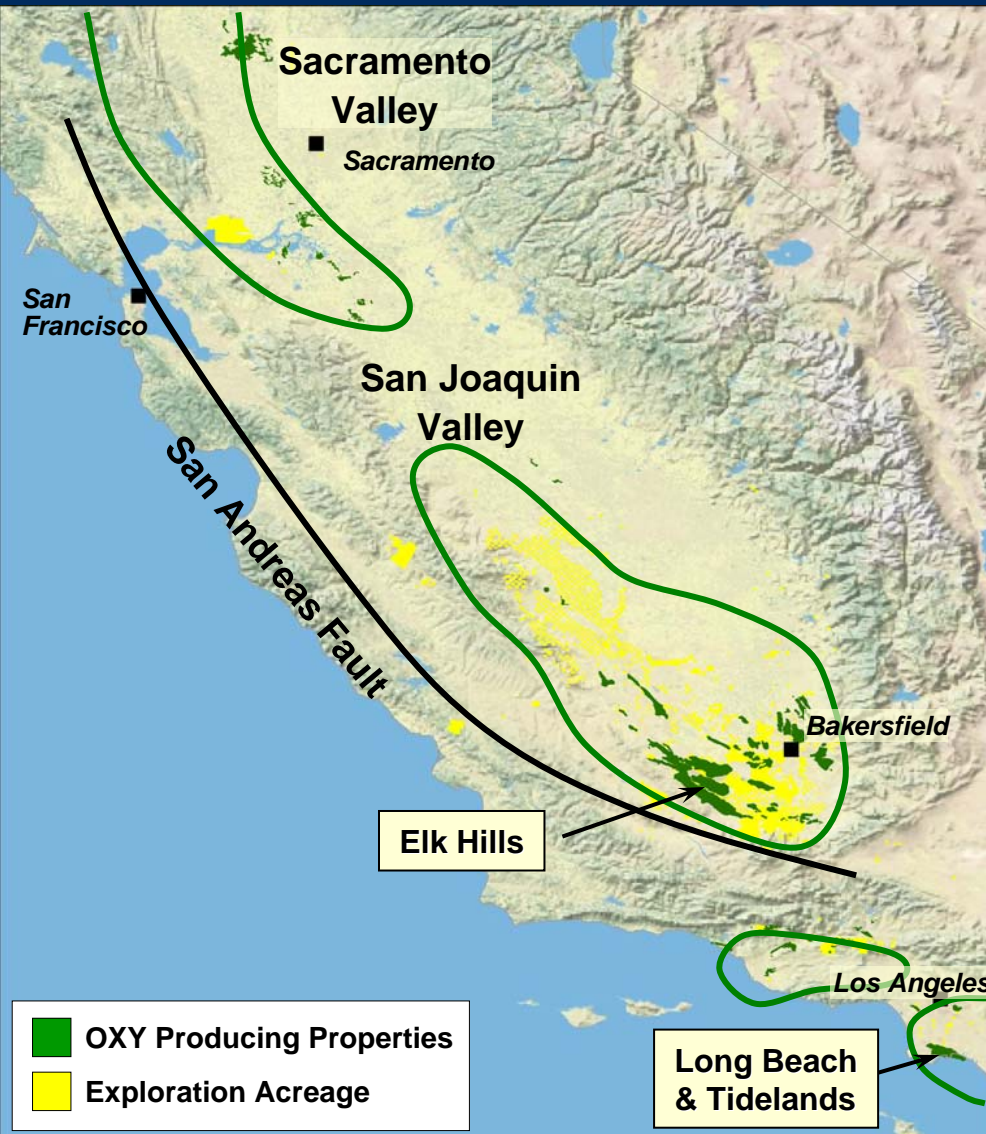 Sacramento
Valley
Sacramento
San
Francisco
San Joaquin
Valley
San Andreas Fault
Bakersfield
Elk Hills
Los Angeles
OXY Producing Properties
Exploration Acreage
Long Beach
& Tidelands